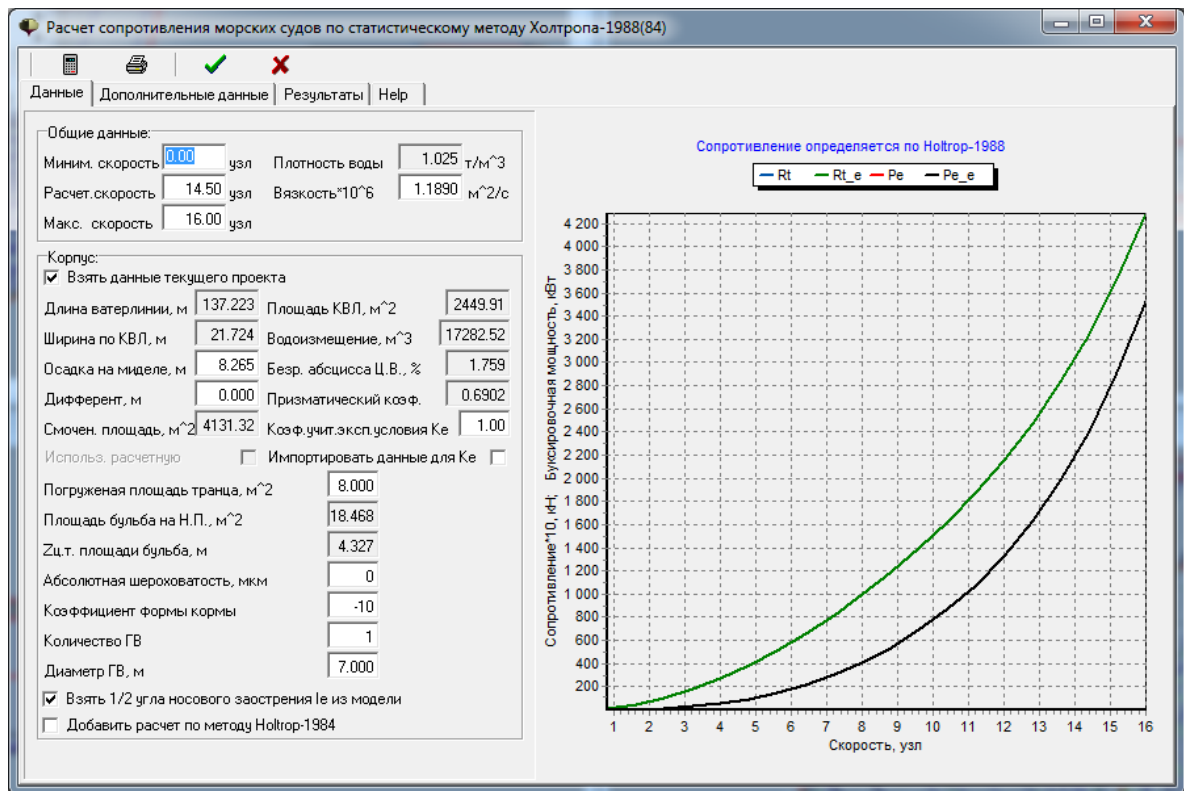 Расчет сопротивления морских судов по статистическому методу Холтропа-1988(84)
Данные Дополнительные данные Результаты Help
Общие данные:
Миним. скорость 0.00 узл Плотность воды 1.025 т/м^3
Расчет.скорость 14.50 узл Вязкость*10^6 1.1890 м^2/с
Макс. скорость 16.00 узл
Корпус:
Взять данные текущего проекта
Длина ватерлинии, м 137.223 Площадь КВЛ, м^2 2449.91
Ширина по КВЛ, м 21.724 Водоизмещение, м^3 17282.52
Осадка на миделе, м 8.265 Безр. абсцисса Ц.В., % 1.759
Дифферент, м 0.000 Призматический коэф. 0.6902
Смочен. площадь, м^2 4131.32 Коэф.учит.эксп.условия Ке 1.00
Использ. расчетную Импортировать данные для Ке
Погруженая площадь транца, м^2 8.000
Площадь бульба на Н.П., м^2 18.468
Zц.т. площади бульба, м 4.327
Абсолютная шероховатость, мкм 0
Коэффициент формы кормы -10
Количество ГВ 1
Диаметр ГВ, м 7.000
Взять 1/2 угла носового заострения Ie из модели
Добавить расчет по методу Holtrop-1984
Сопротивление определяется по Holtrop-1988
Rt Rt_e Pe Pe_e
Сопротивление*10, кН; Буксировочная мощность, кВт
4 200
4 000
3 800
3 600
3 400
3 200
3 000
2 800
2 600
2 400
2 200
2 000
1 800
1 600
1 400
1 200
1 000
800
600
400
200
1 2 3 4 5 6 7 8 9 10 11 12 13 14 15 16
Скорость, узл